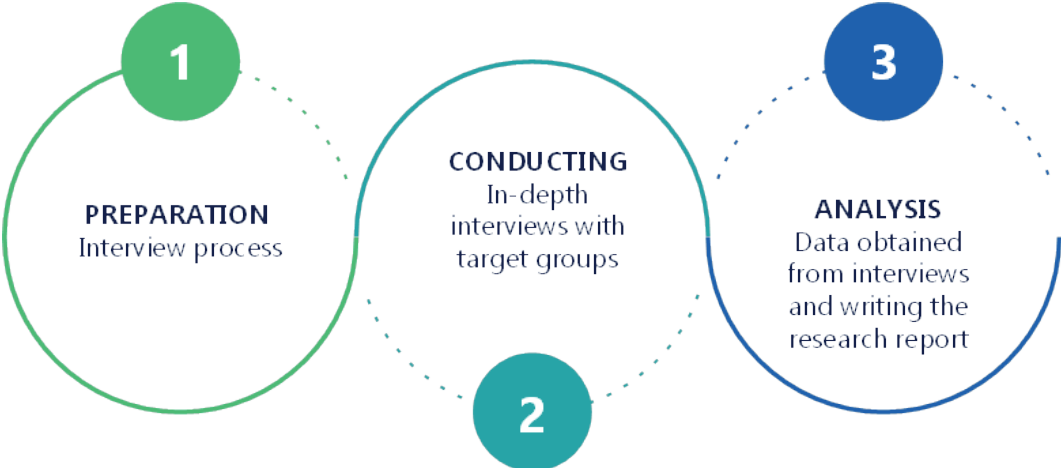 1
PREPARATION
Interview process
CONDUCTING
In-depth
interviews with
target groups
2
3
ANALYSIS
Data obtained
from interviews
and writing the
research report